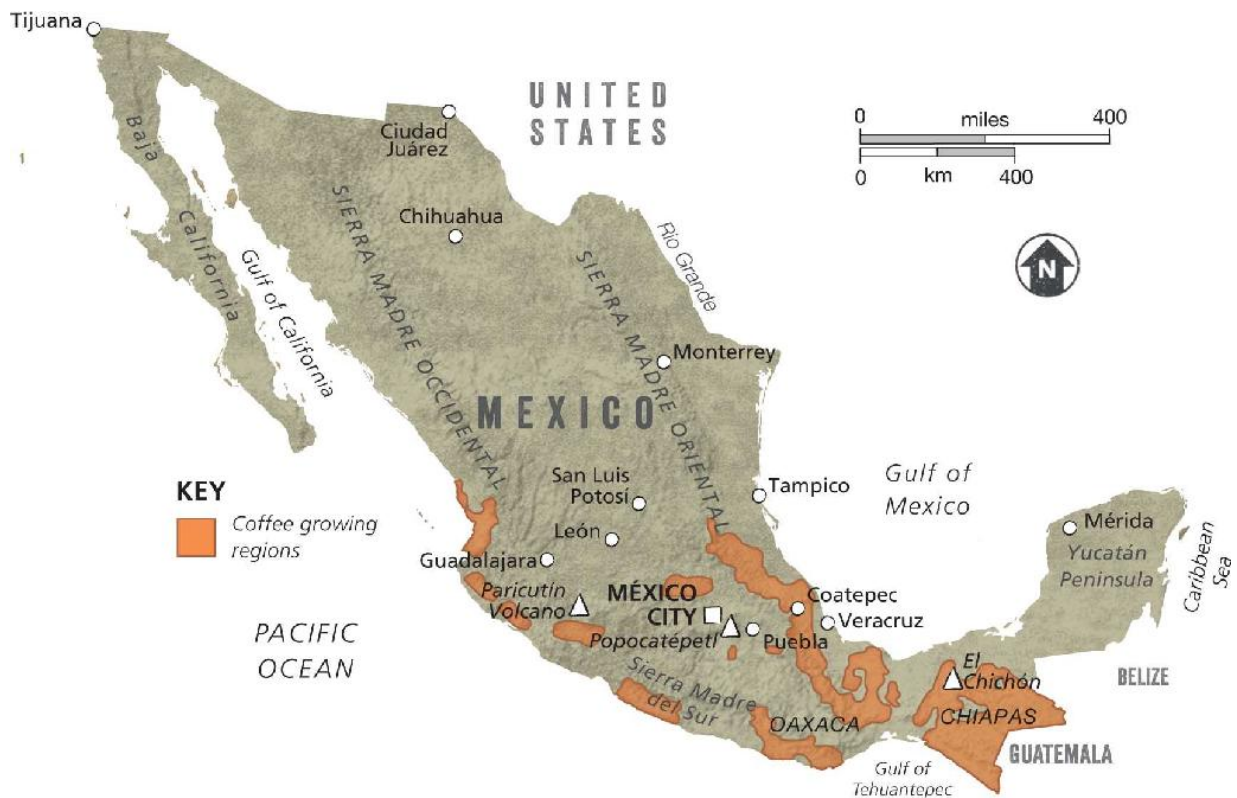 Tijuana
UNITED
STATES
0 miles 400
0 km 400
Ciudad
Juárez
N
Baja
California
Gulf of California
SIERRA MADRE OCCIDENTAL
Chihuahua
SIERRA MADRE ORIENTAL
Rio Grande
Monterrey
MEXICO
KEY
Coffee growing
regions
San Luis
Potosí
Tampico
Gulf of
Mexico
León
Guadalajara
Mérida
Yucatán
Peninsula
Caribbean
Sea
Paricutín
Volcano
MÉXICO
CITY
Coatepec
Veracruz
Popocatépetl
Puebla
PACIFIC
OCEAN
Sierra Madre
del Sur
El
Chichón
BELIZE
OAXACA
CHIAPAS
GUATEMALA
Gulf of
Tehuantepec